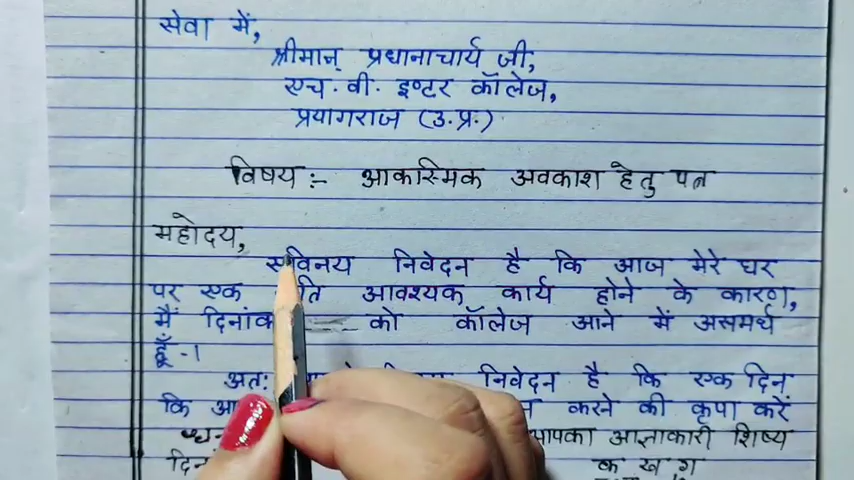 सेवा में,
श्रीमान् प्रधानाचार्य जी,
एच. वी. इण्टर कॉलेज,
प्रयागराज (उ.प्र.)
विषय :- आकस्मिक अवकाश हेतु पत्र
महोदय,
सविनय निवेदन है कि आज मेरे घर
पर एक ति आवश्यक कार्य होने के कारण,
मैं दिनांक को कॉलेज आने में असमर्थ
हूँ -।
अतः निवेदन है कि एक दिन
कि करने की कृपा करें
आपका आज्ञाकारी शिष्य
क ख ग